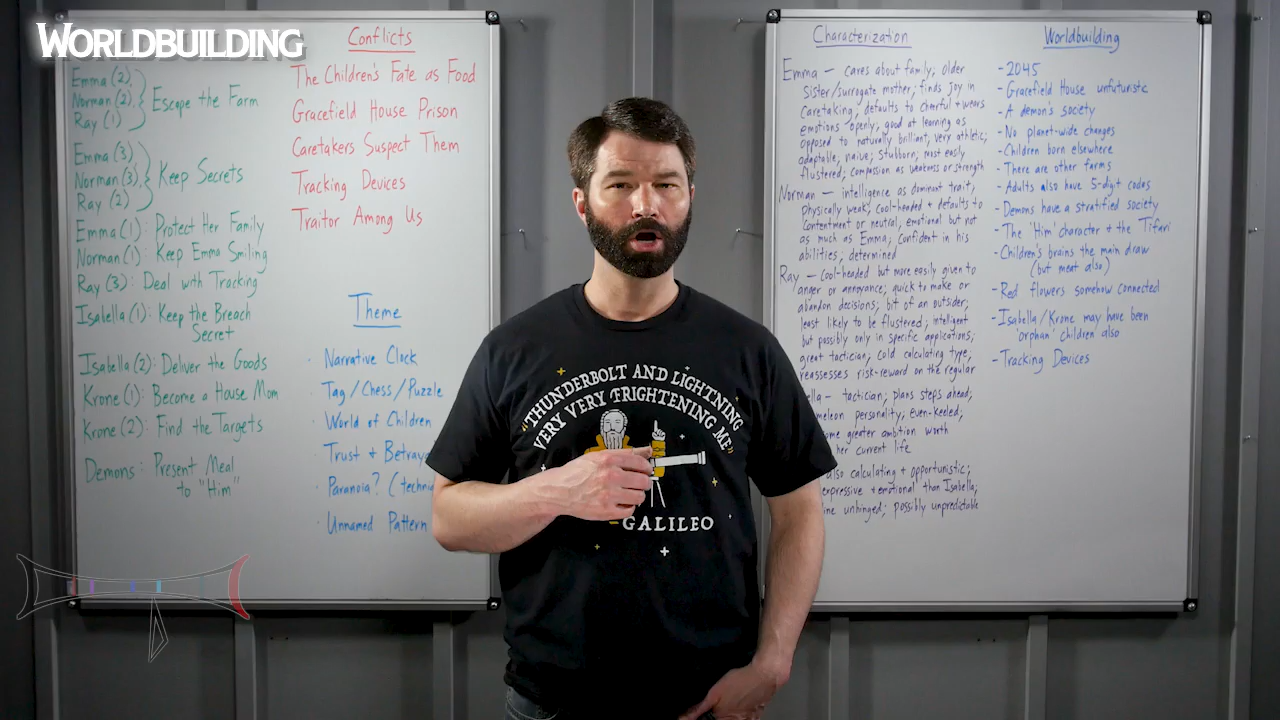 WORLDBUILDING
Emma (2)
Norman (2)
Ray (1)
Escape the Farm
Emma (3)
Norman (3)
Ray (2)
Keep Secrets
Emma (1): Protect Her Family
Norman (1): Keep Emma Smiling
Ray (3): Deal with Tracking
Isabella (1): Keep the Breach
Secret
Isabella (2): Deliver the Goods
Krone (1): Become a House Mom
Krone (2): Find the Targets
Demons: Present Meal
to "Him"
Conflicts
The Children's Fate as Food
Gracefield House Prison
Caretakers Suspect Them
Tracking Devices
Traitor Among Us
Theme
Narrative Clock
Tag/Chess/Puzzle
World of Children
Trust +
Paranoia?
Unnamed Pattern
"THUNDERBOLT AND LIGHTNING
VERY VERY FRIGHTENING ME"
GALILEO
Characterization
Emma — cares about family; older
sister/surrogate mother; finds joy in
caretaking; defaults to cheerful + wears
emotions openly; good at learning as
opposed to naturally brilliant; very athletic;
adaptable, naive; stubborn; most easily
flustered; compassion as weakness or strength
Norman — intelligence as dominant trait;
physically weak; cool-headed + defaults to
contentment or neutral; emotional but not
as much as Emma; confident in his
abilities; determined
Ray — cool-headed but more easily given to
anger or annoyance; quick to make or
abandon decisions; bit of an outsider;
least likely to be flustered; inteligent
but possibly only in specific applications;
great tactician; cold calculating type,
reassesses risk-reward on the regular
tactician; plans steps ahead;
personality; even-keeled;
greater ambition worth
her current life
also calculating + opportunistic;
expressive + emotional than Isabella;
unhinged; possibly unpredictable
Worldbuilding
- 2045
- Gracefield House unfuturistic
- A demon's society
- No planet-wide changes
- Children born elsewhere
- There are other farms
- Adults also have 5-digit codes
- Demons have a stratified society
- The "Him" character + the Tifari
- Children's brains the main draw
(but meat also)
- Red flowers somehow connected
- Isabella/Krone may have been
'orphan' children also
- Tracking Devices